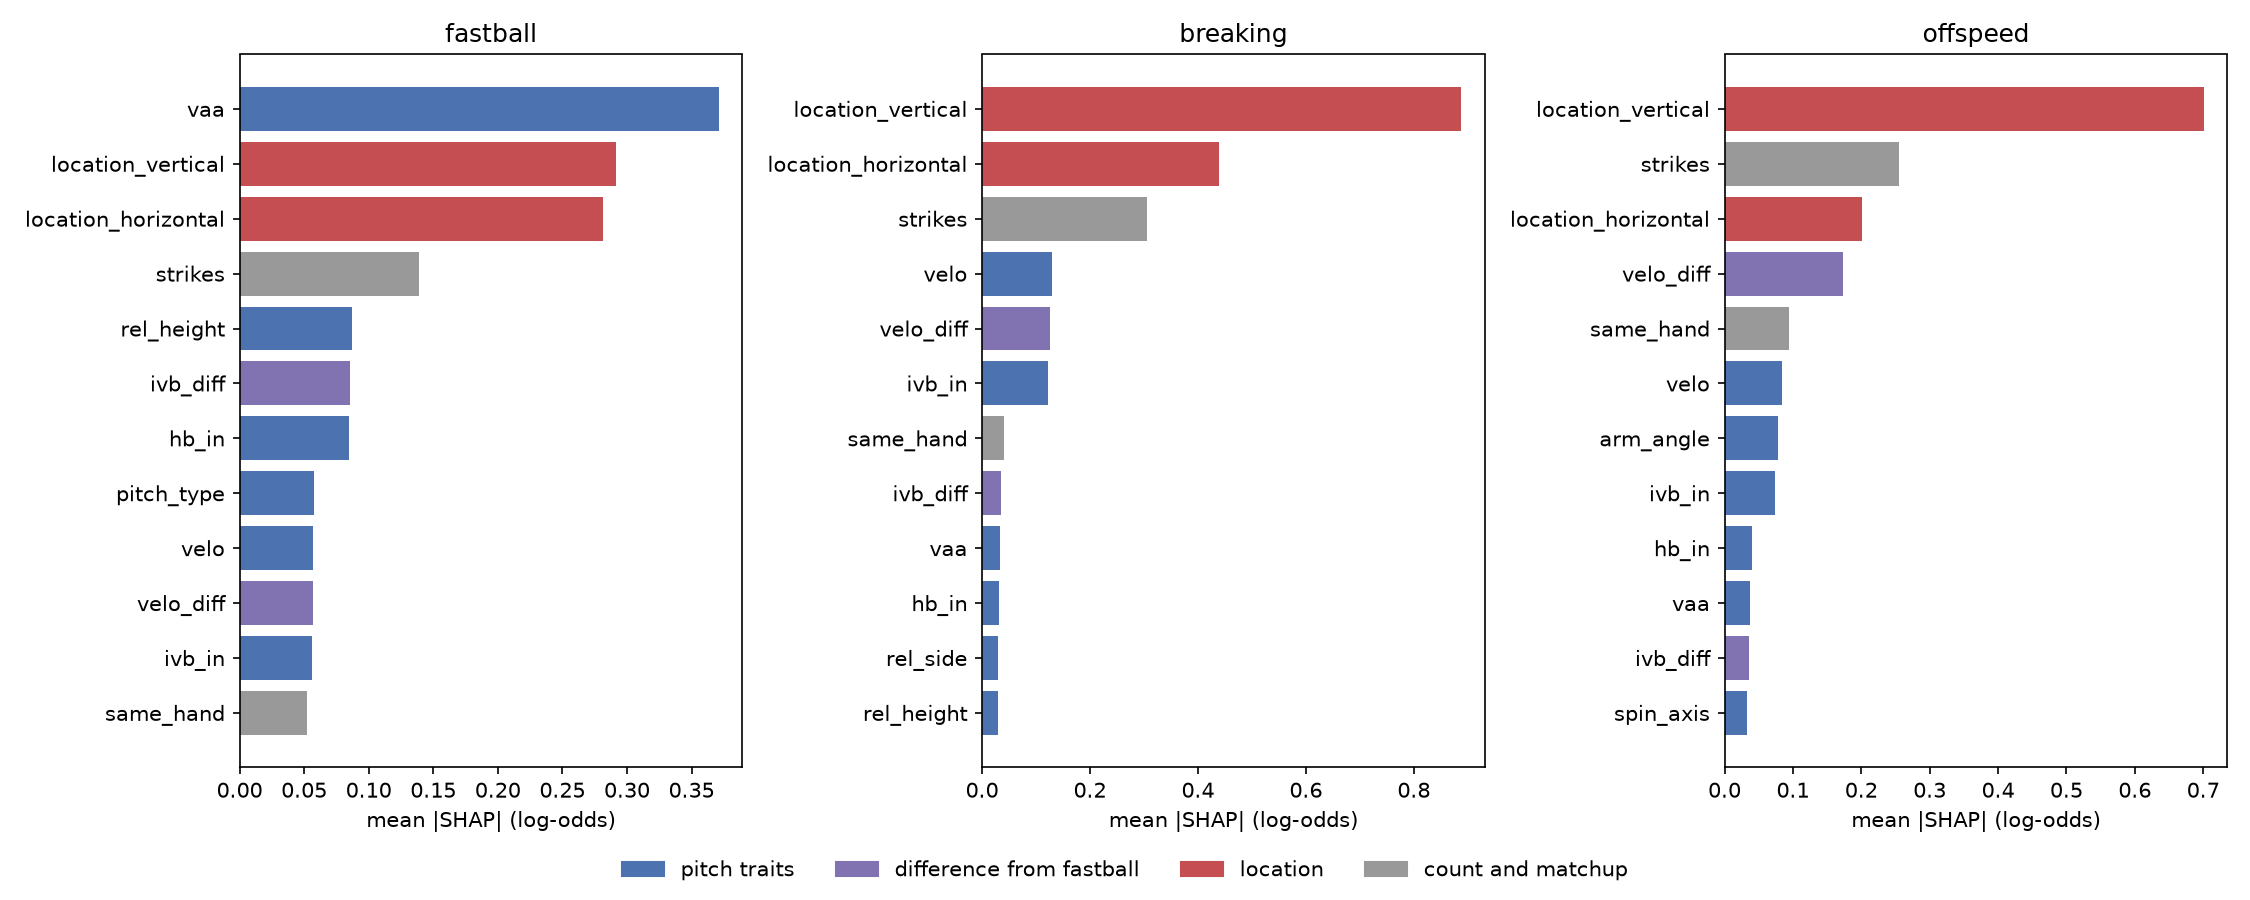 fastball
vaa
location_vertical
location_horizontal
strikes
rel_height
ivb_diff
hb_in
pitch_type
velo
velo_diff
ivb_in
same_hand
0.00 0.05 0.10 0.15 0.20 0.25 0.30 0.35
mean |SHAP| (log-odds)
breaking
location_vertical
location_horizontal
strikes
velo
velo_diff
ivb_in
same_hand
ivb_diff
vaa
hb_in
rel_side
rel_height
0.0 0.2 0.4 0.6 0.8
mean |SHAP| (log-odds)
offspeed
location_vertical
strikes
location_horizontal
velo_diff
same_hand
velo
arm_angle
ivb_in
hb_in
vaa
ivb_diff
spin_axis
0.0 0.1 0.2 0.3 0.4 0.5 0.6 0.7
mean |SHAP| (log-odds)
pitch traits difference from fastball location count and matchup